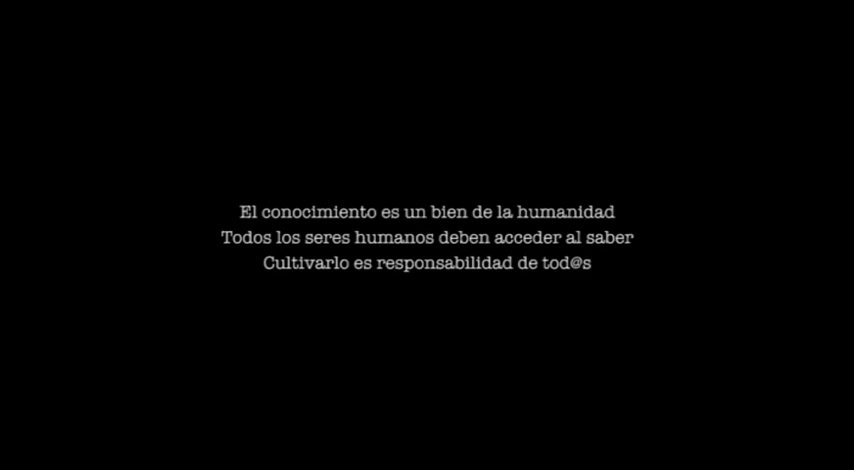 El conocimiento es un bien de la humanidad
Todos los seres humanos deben acceder al saber
Cultivarlo es responsabilidad de tod@s